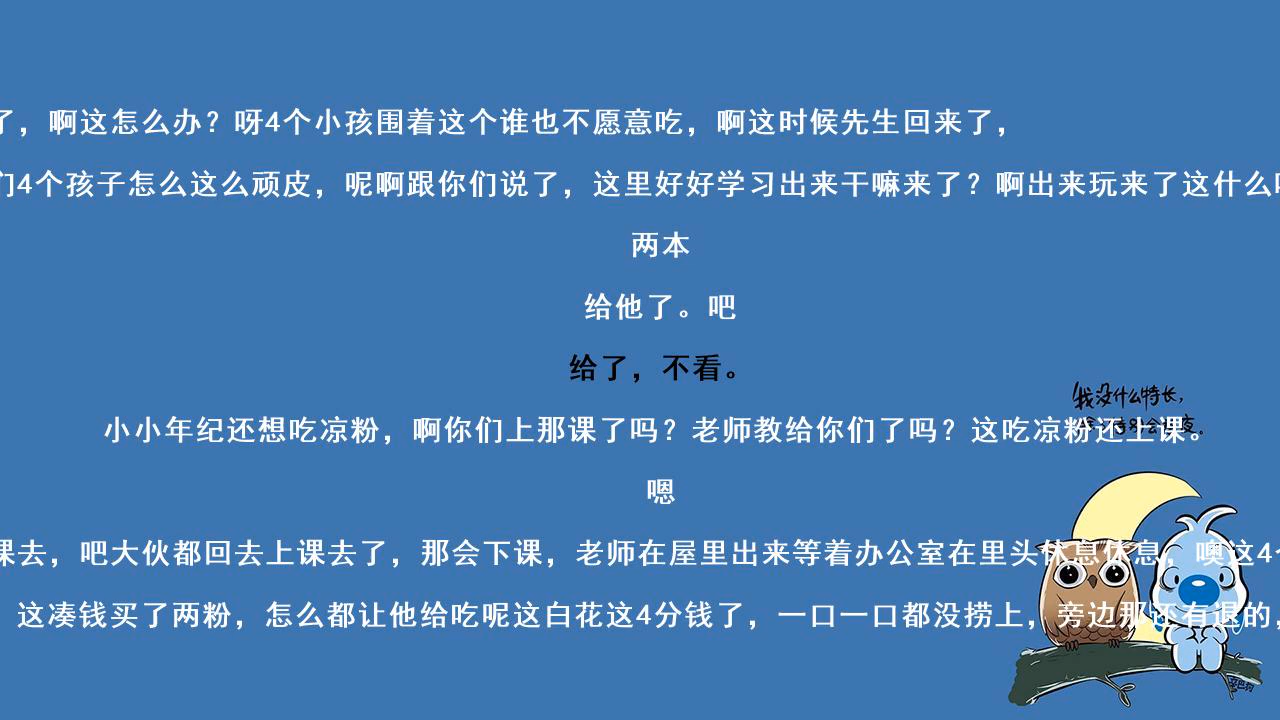 了，啊这怎么办？呀4个小孩围着这个谁也不愿意吃，啊这时候先生回来了，
们4个孩子怎么这么顽皮，呢啊跟你们说了，这里好好学习出来干嘛来了？啊出来玩来了这什么
两本
给他了。吧
给了，不看。
我没什么特长，
小小年纪还想吃凉粉，啊你们上那课了吗？老师教给你们了吗？这吃凉粉还上课。
嗯
课去，吧大伙都回去上课去了，那会下课，老师在屋里出来等着办公室在里头休息休息，噢这4
这凑钱买了两粉，怎么都让他给吃呢这白花这4分钱了，一口一口都没捞上，旁边那还有退的，